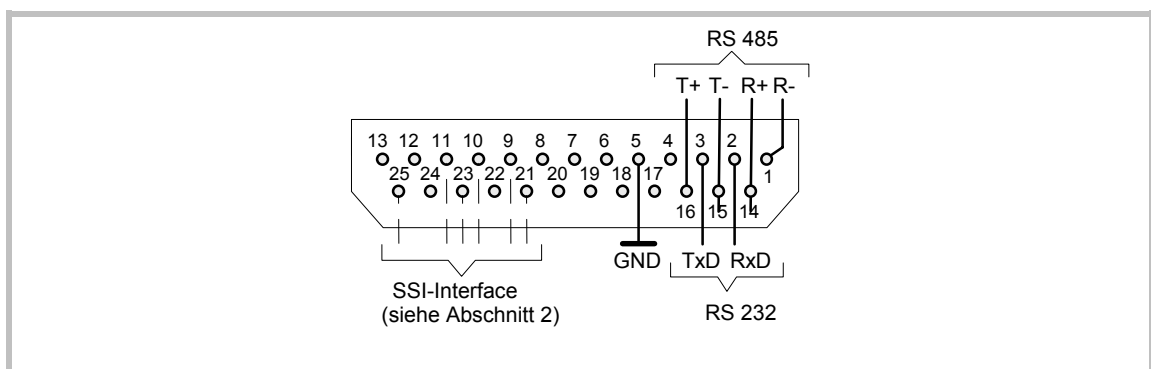 RS 485
T+ T- R+ R-
13 12 11 10 9 8 7 6 5 4 3 2 1
25 24 23 22 21 20 19 18 17 16 15 14
GND TxD RxD
SSI-Interface
(siehe Abschnitt 2)
RS 232